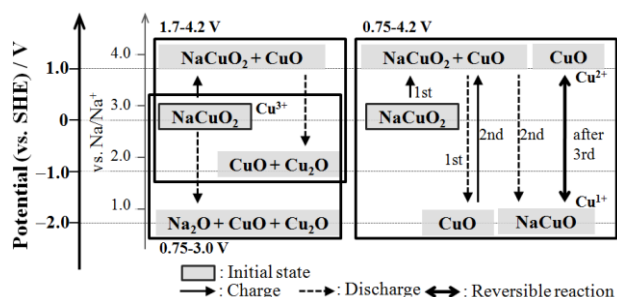 Potential (vs. SHE) / V
1.0
0
−1.0
−2.0
vs. Na/Na⁺
4.0
3.0
2.0
1.0
1.7-4.2 V
NaCuO₂ + CuO
NaCuO₂
Cu³⁺
CuO + Cu₂O
Na₂O + CuO + Cu₂O
0.75-3.0 V
0.75-4.2 V
NaCuO₂ + CuO
CuO
Cu²⁺
1st
NaCuO₂
1st
2nd
2nd
after
3rd
Cu¹⁺
CuO
NaCuO
: Initial state
: Charge
: Discharge
: Reversible reaction